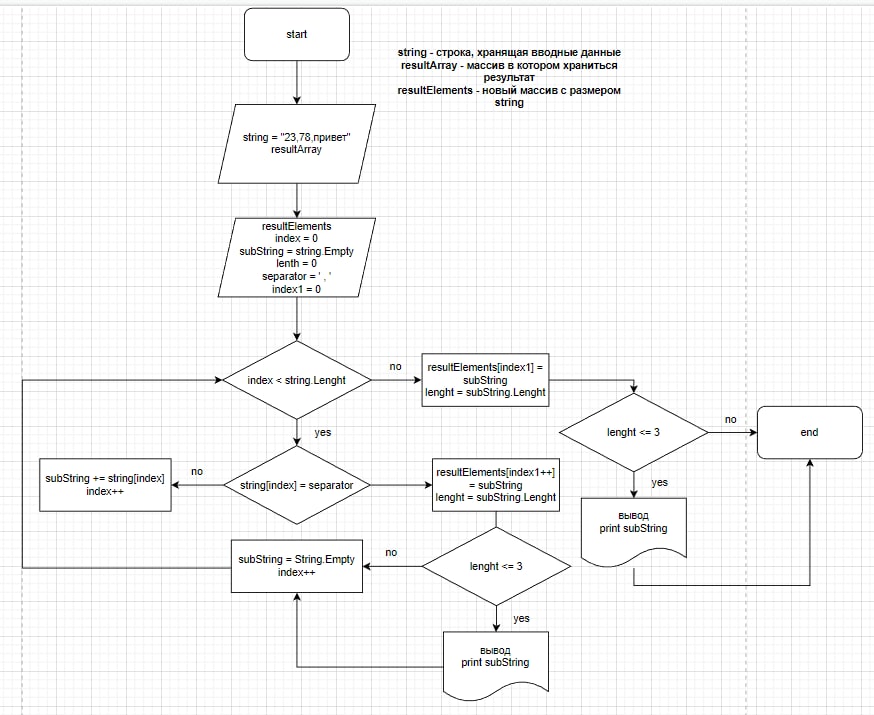 start
string - строка, хранящая вводные данные
resultArray - массив в котором храниться
результат
resultElements - новый массив с размером
string
string = "23,78,привет"
resultArray
resultElements
index = 0
subString = string.Empty
lenth = 0
separator = ' , '
index1 = 0
index < string.Lenght
no
resultElements[index1] =
subString
lenght = subString.Lenght
yes
lenght <= 3
no
end
yes
вывод
print subString
string[index] = separator
no
subString += string[index]
index++
resultElements[index1++]
= subString
lenght = subString.Lenght
lenght <= 3
no
subString = String.Empty
index++
yes
вывод
print subString